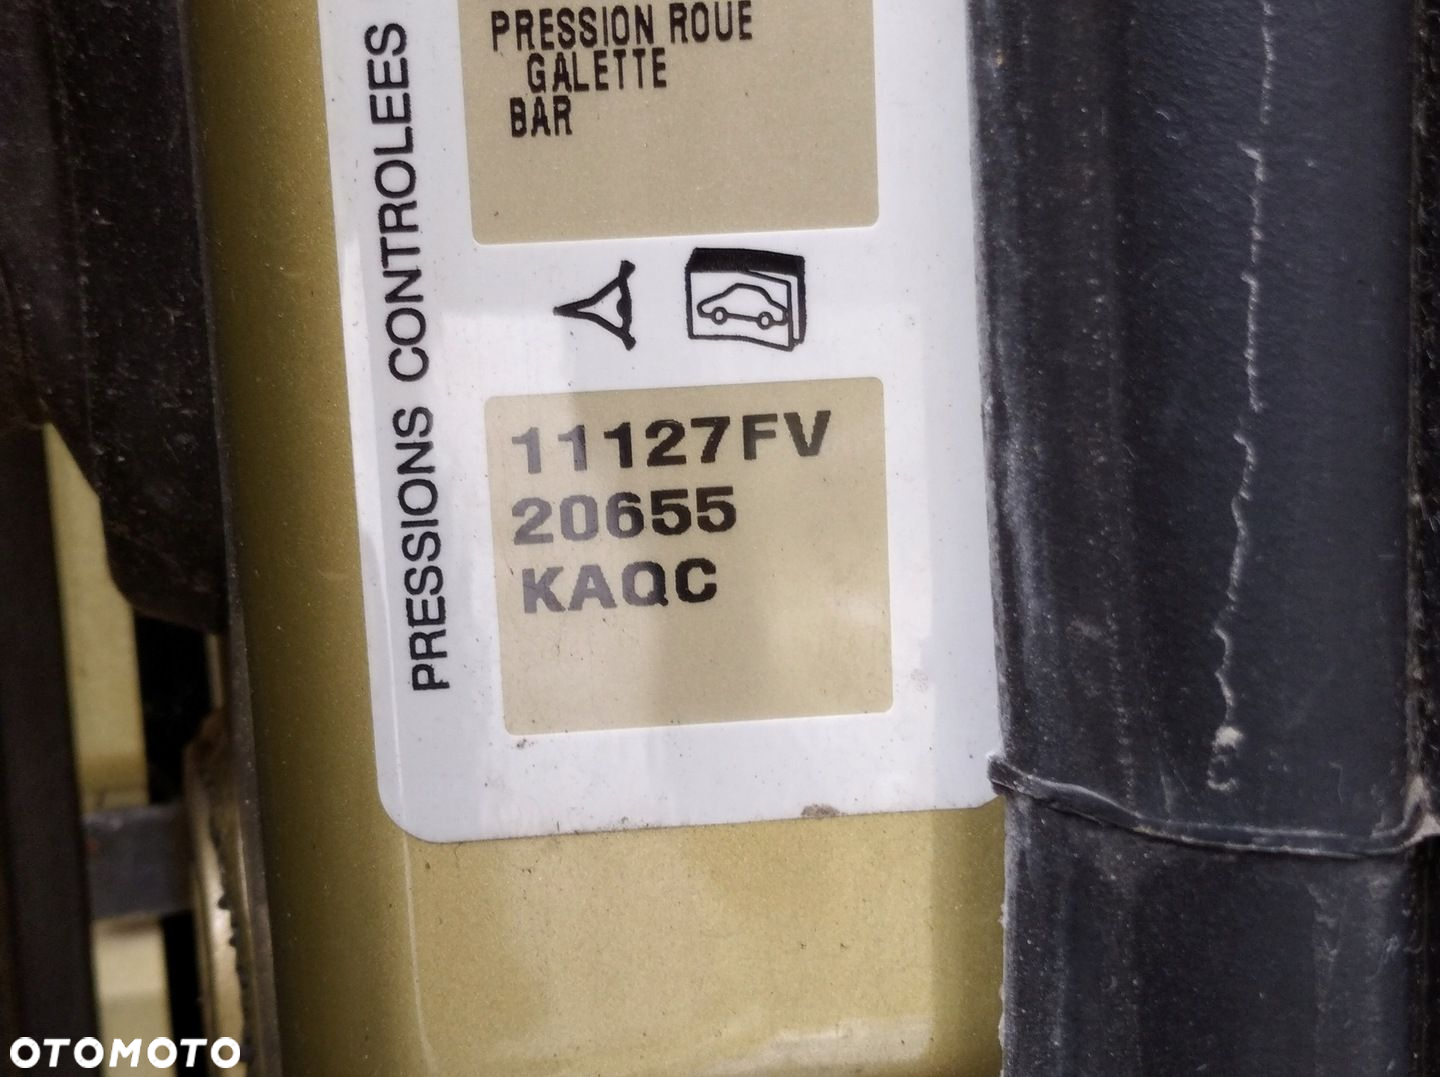 PRESSION ROUE
GALETTE
BAR
PRESSIONS CONTROLEES
11127FV
20655
KAQC
OTOMOTO